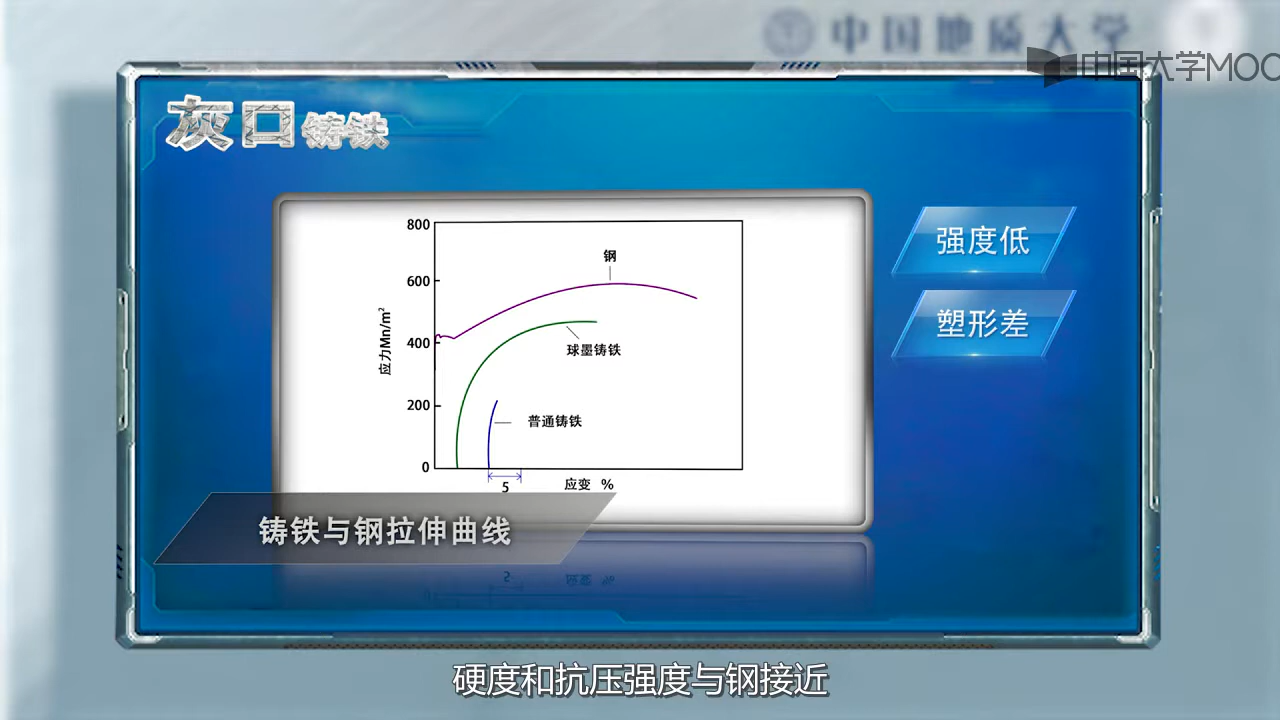 中国地质大学
中国大学MOO
灰口铸铁
强度低
塑形差
800
600
400
200
0
应力Mn/m²
钢
球墨铸铁
普通铸铁
5
应变 %
铸铁与钢拉伸曲线
硬度和抗压强度与钢接近